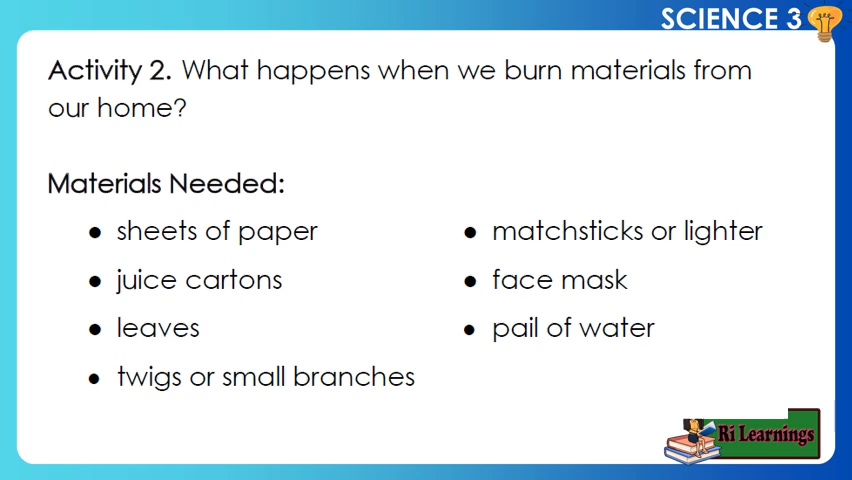 SCIENCE 3
Activity 2. What happens when we burn materials from
our home?
Materials Needed:
● sheets of paper
● juice cartons
● leaves
● twigs or small branches
● matchsticks or lighter
● face mask
● pail of water
Ri Learnings